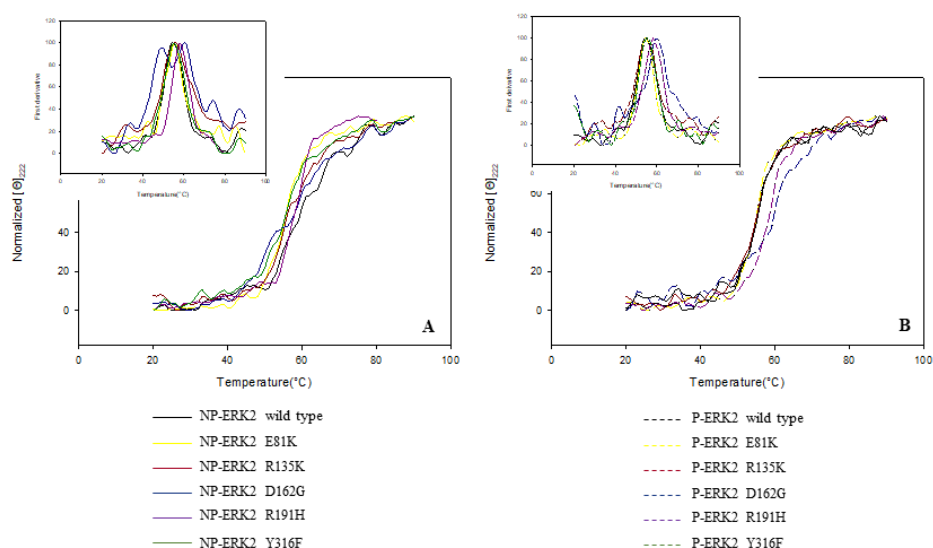 120
100
80
60
40
20
0
First derivative
0
20
40
60
80
100
Temperature(°C)
Normalized [Θ]222
40
20
0
0
20
40
60
80
100
Temperature(°C)
A
NP-ERK2 wild type
NP-ERK2 E81K
NP-ERK2 R135K
NP-ERK2 D162G
NP-ERK2 R191H
NP-ERK2 Y316F
120
100
80
60
40
20
0
First derivative
0
20
40
60
80
100
Temperature(°C)
Normalized [Θ]222
60
40
20
0
0
20
40
60
80
100
Temperature(°C)
B
P-ERK2 wild type
P-ERK2 E81K
P-ERK2 R135K
P-ERK2 D162G
P-ERK2 R191H
P-ERK2 Y316F